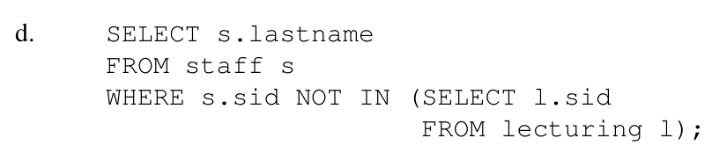 d. SELECT s.lastname
FROM staff s
WHERE s.sid NOT IN (SELECT l.sid
FROM lecturing l);